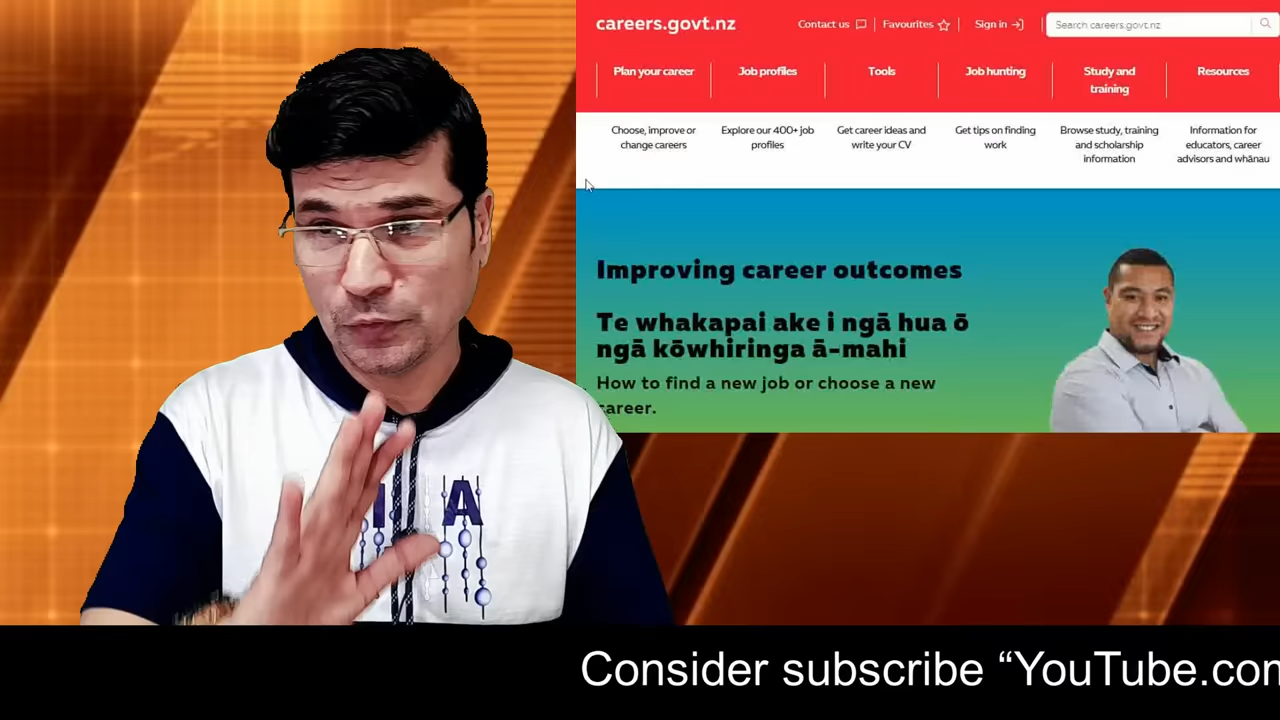 careers.govt.nz
Contact us
Favourites
Sign in
Search careers.govt.nz
Plan your career
Job profiles
Tools
Job hunting
Study and
training
Resources
Choose, improve or
change careers
Explore our 400+ job
profiles
Get career ideas and
write your CV
Get tips on finding
work
Browse study, training
and scholarship
information
Information for
educators, career
advisors and whānau
Improving career outcomes
Te whakapai ake i ngā hua ō
ngā kōwhiringa ā-mahi
How to find a new job or choose a new
career.
A
Consider subscribe “YouTube.com